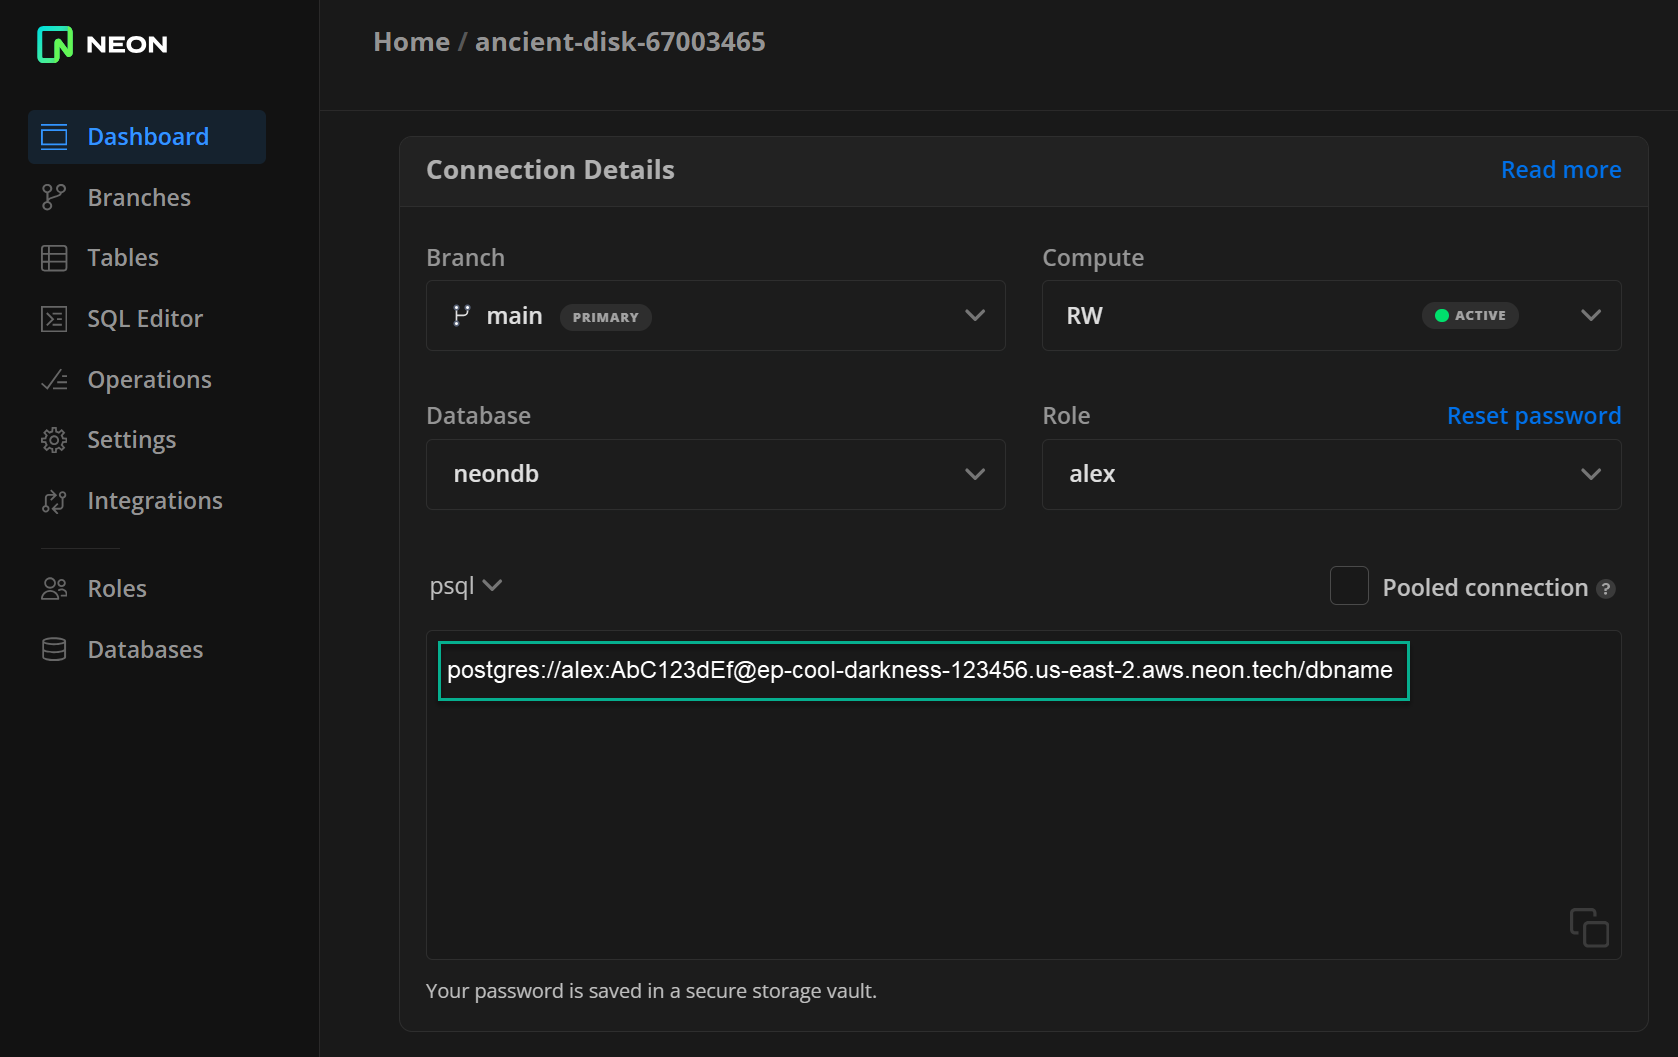 NEON
Home / ancient-disk-67003465
Dashboard
Branches
Tables
SQL Editor
Operations
Settings
Integrations
Roles
Databases
Connection Details
Read more
Branch
Compute
main PRIMARY
RW
ACTIVE
Database
Role
Reset password
neondb
alex
psql
Pooled connection ?
postgres://alex:AbC123dEf@ep-cool-darkness-123456.us-east-2.aws.neon.tech/dbname
Your password is saved in a secure storage vault.